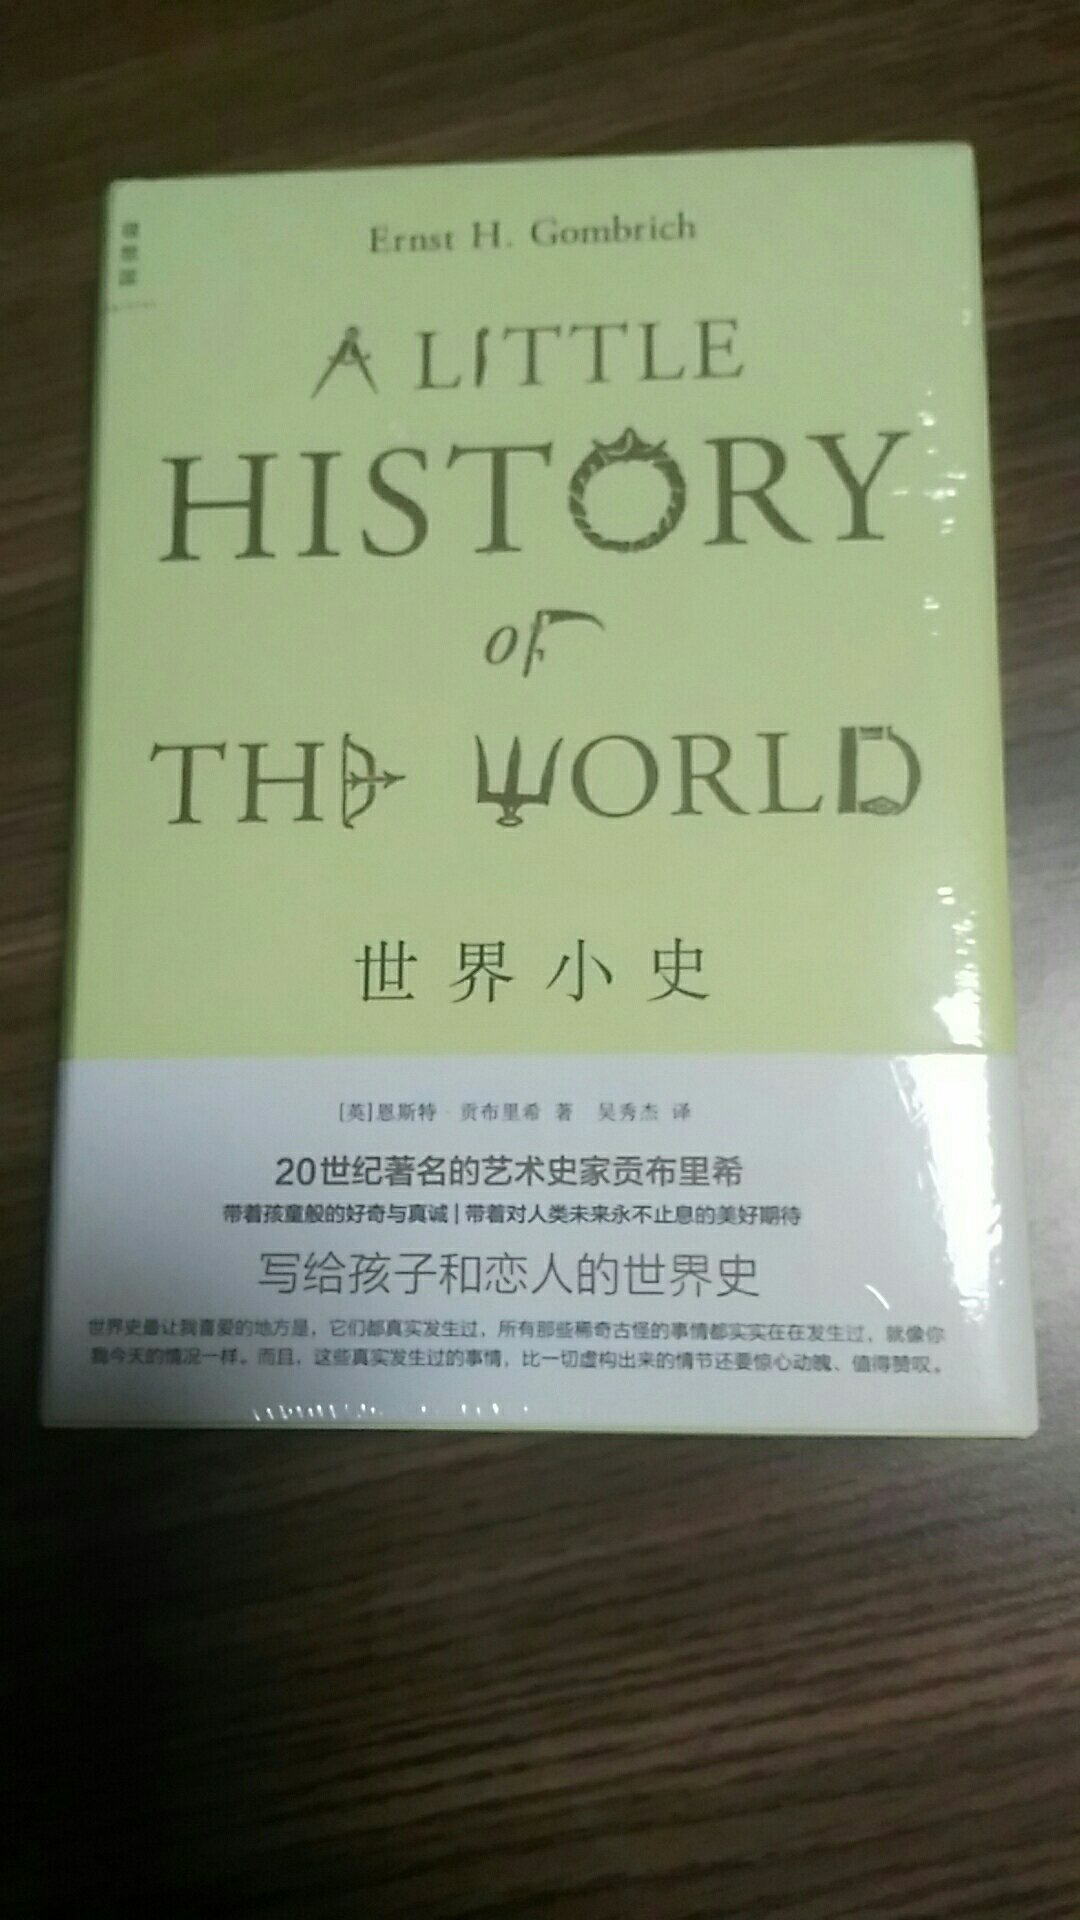 Ernst H. Gombrich
A LITTLE
HISTORY
of
THE WORLD
世界小史
[英]恩斯特·贡布里希 著 吴秀杰 译
20世纪著名的艺术史家贡布里希
带着孩童般的好奇与真诚|带着对人类未来永不止息的美好期待
写给孩子和恋人的世界史
世界史最让我喜爱的地方是，它们都真实发生过，所有那些稀奇古怪的事情都实实在在发生过，就像你
我今天的情况一样。而且，这些真实发生过的事情，比一切虚构出来的情节还要惊心动魄、值得赞叹。